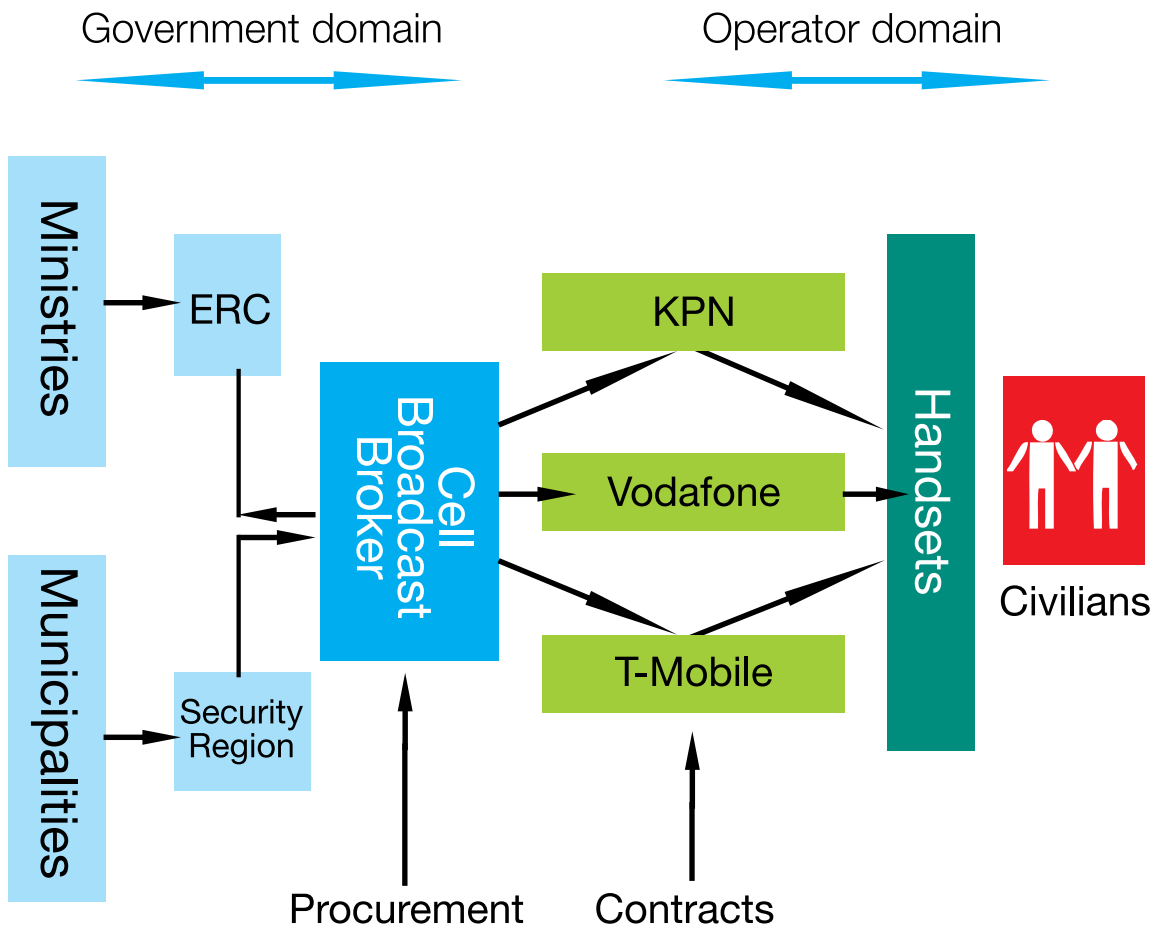 Government domain
Operator domain
Ministries
ERC
KPN
Cell
Broadcast
Broker
Vodafone
Handsets
Civilians
Municipalities
Security
Region
T-Mobile
Procurement
Contracts